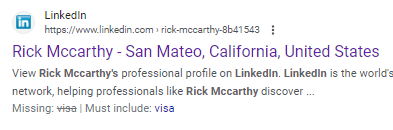 LinkedIn
https://www.linkedin.com › rick-mccarthy-8b41543
Rick Mccarthy - San Mateo, California, United States
View Rick Mccarthy's professional profile on LinkedIn. LinkedIn is the world's
network, helping professionals like Rick Mccarthy discover ...
Missing: visa | Must include: visa